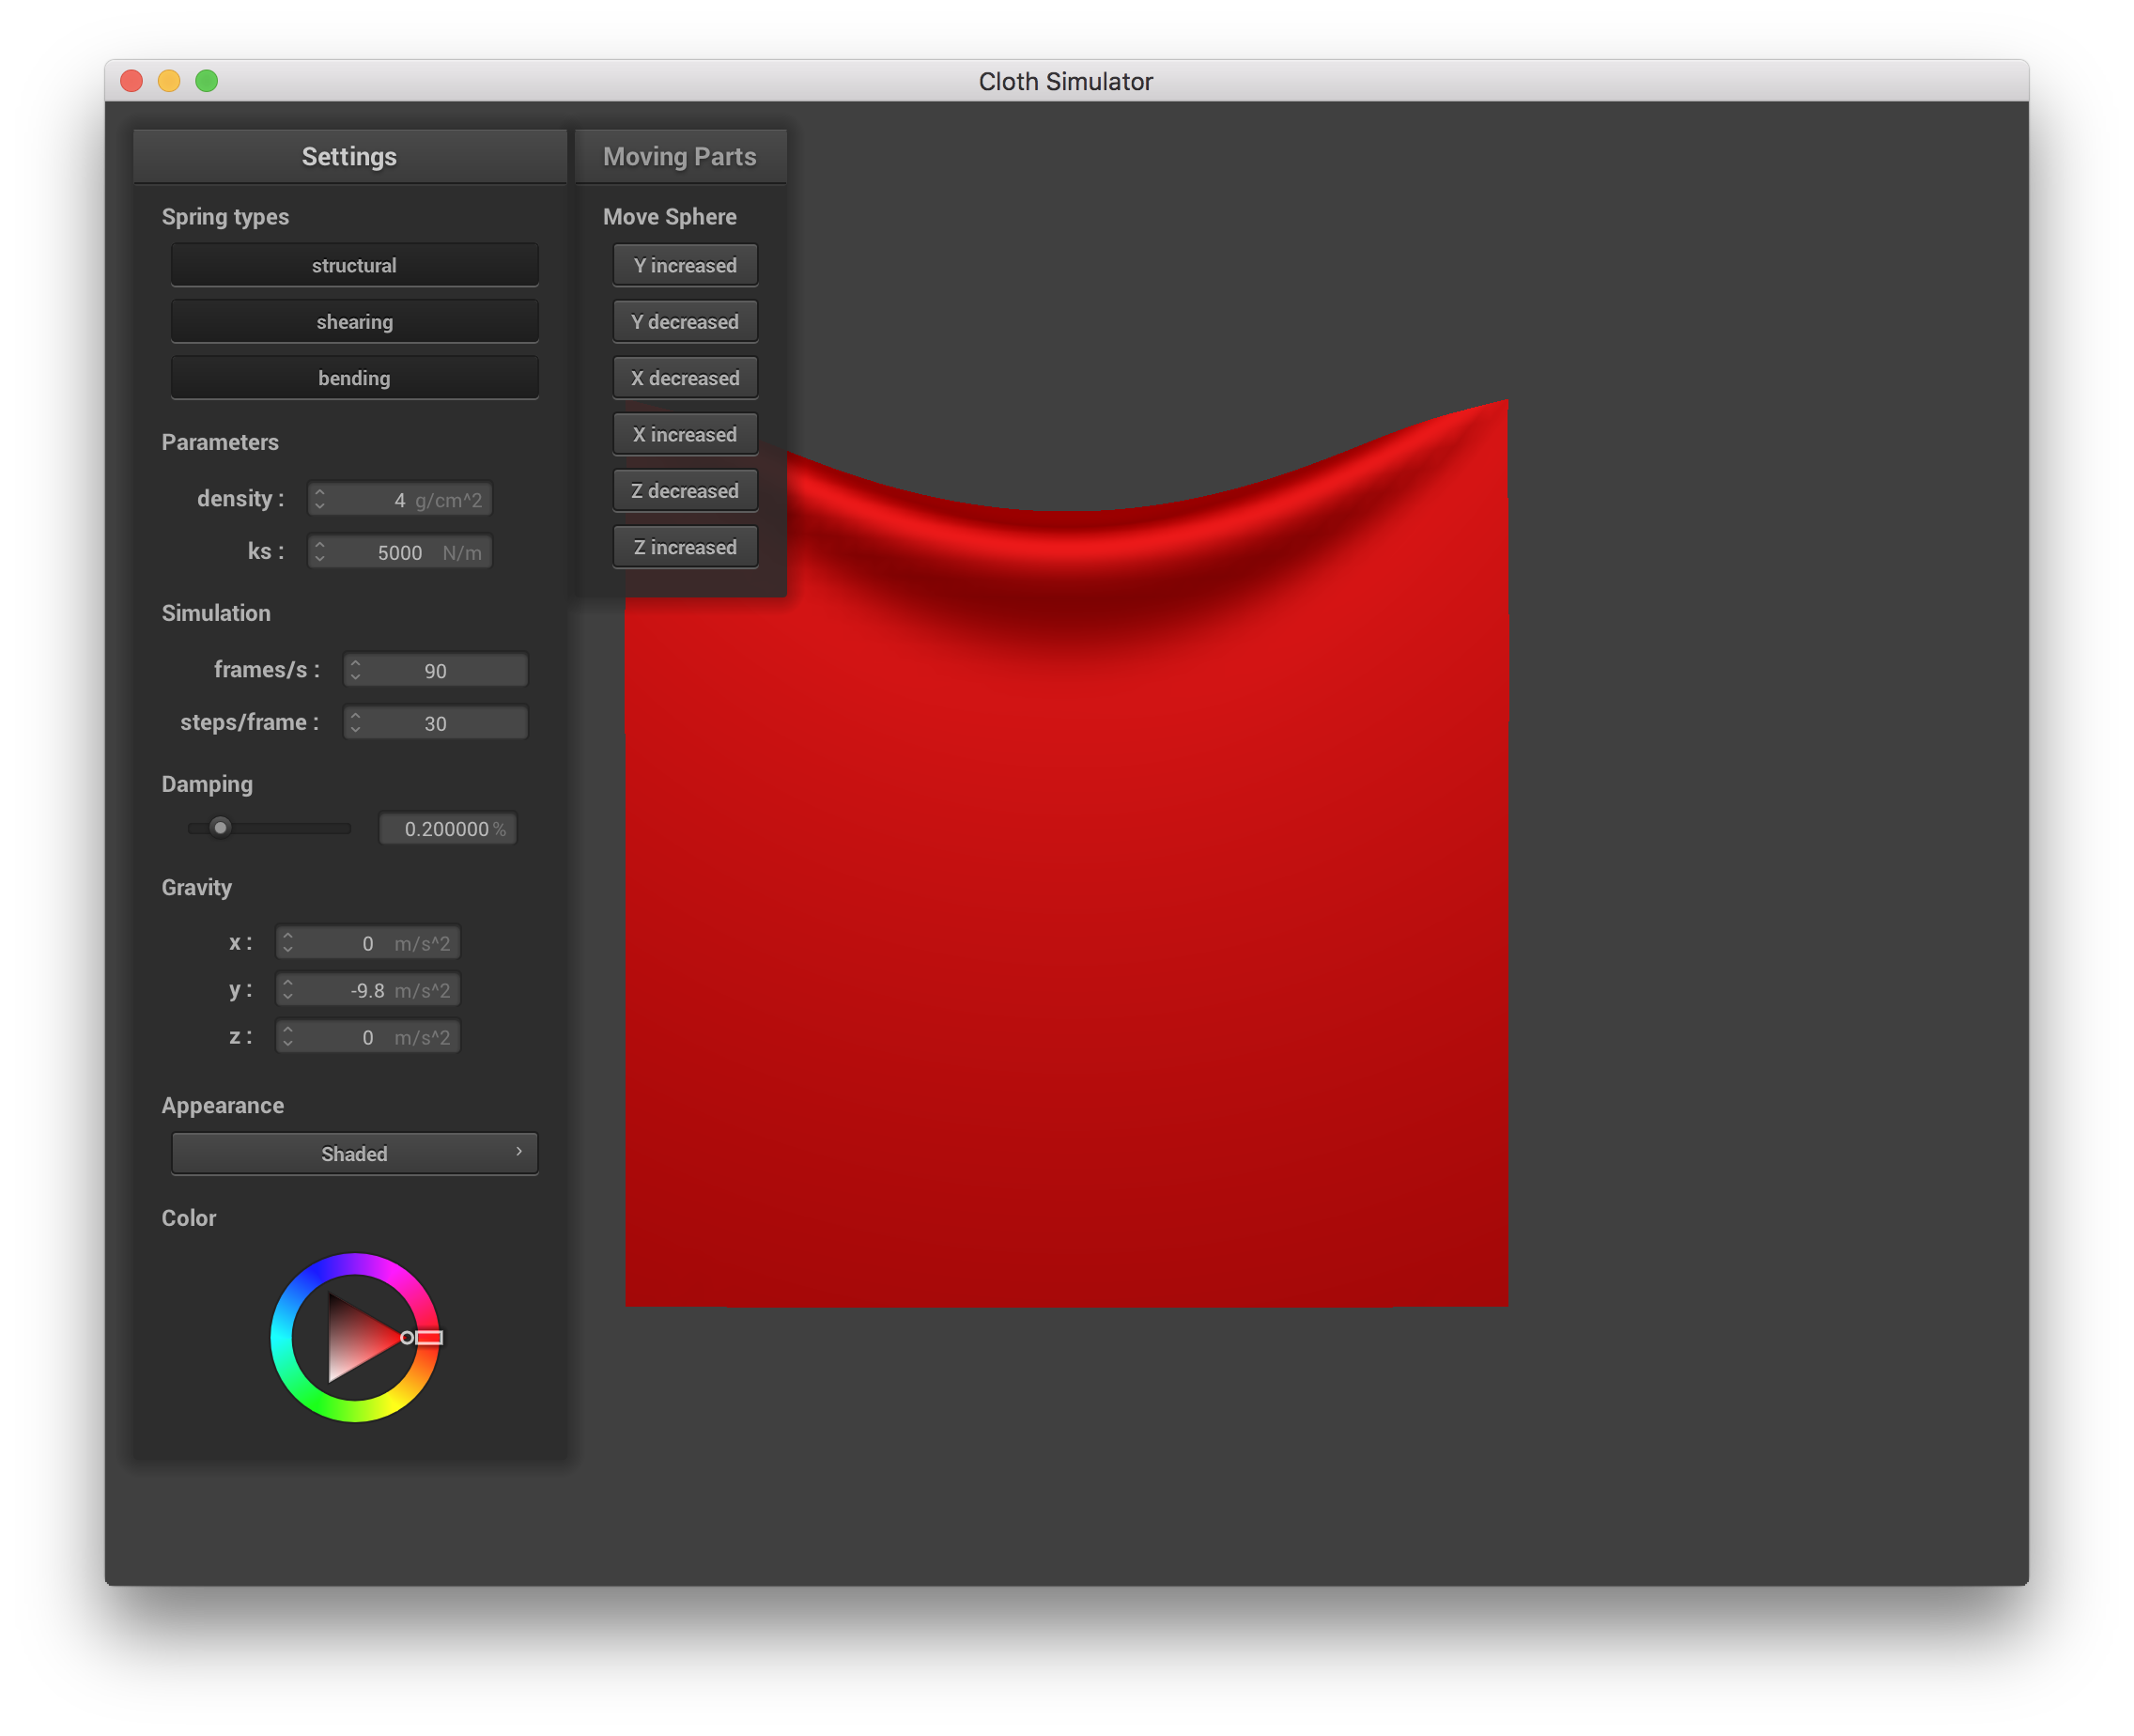 Cloth Simulator
Settings
Spring types
structural
shearing
bending
Parameters
density : 4 g/cm^2
ks : 5000 N/m
Simulation
frames/s : 90
steps/frame : 30
Damping
0.200000 %
Gravity
x : 0 m/s^2
y : -9.8 m/s^2
z : 0 m/s^2
Appearance
Shaded
Color
Moving Parts
Move Sphere
Y increased
Y decreased
X decreased
X increased
Z decreased
Z increased